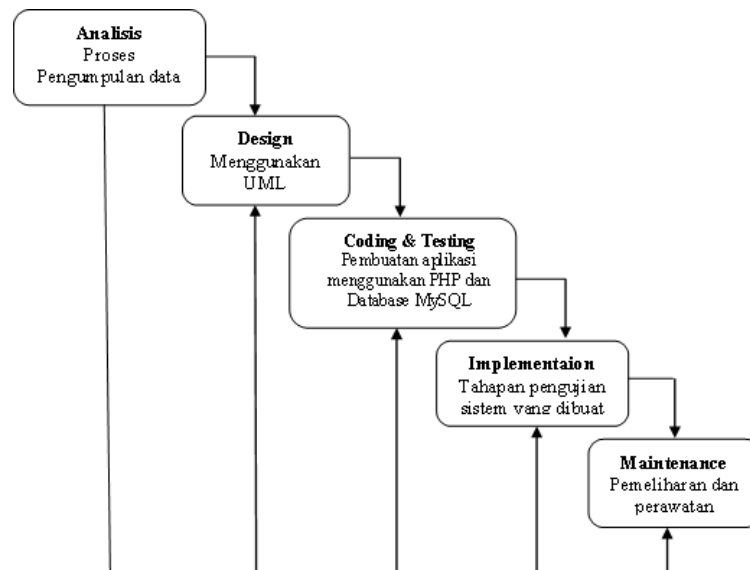 Analisis
Proses
Pengumpulan data
Design
Menggunakan
UML
Coding & Testing
Pembuatan aplikasi
menggunakan PHP dan
Database MySQL
Implementaion
Tahapan pengujian
sistem yang dibuat
Maintenance
Pemeliharan dan
perawatan